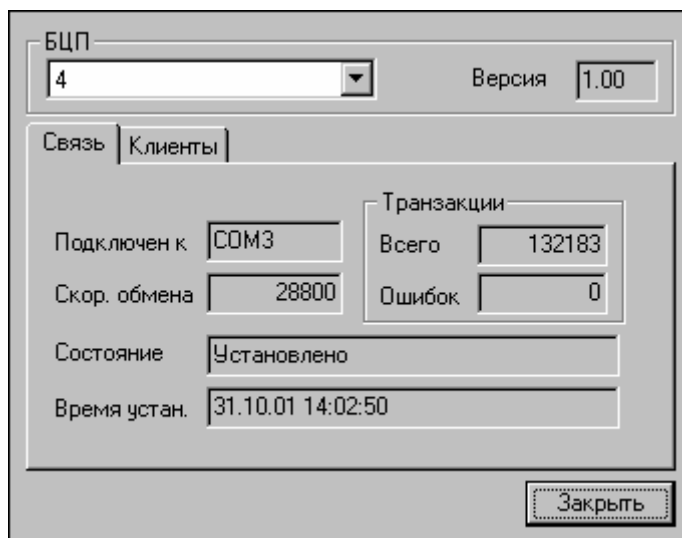 БЦП
4
Версия 1.00
Связь Клиенты
Транзакции
Подключен к COM3
Всего 132183
Скор. обмена 28800
Ошибок 0
Состояние Установлено
Время устан. 31.10.01 14:02:50
Закрыть